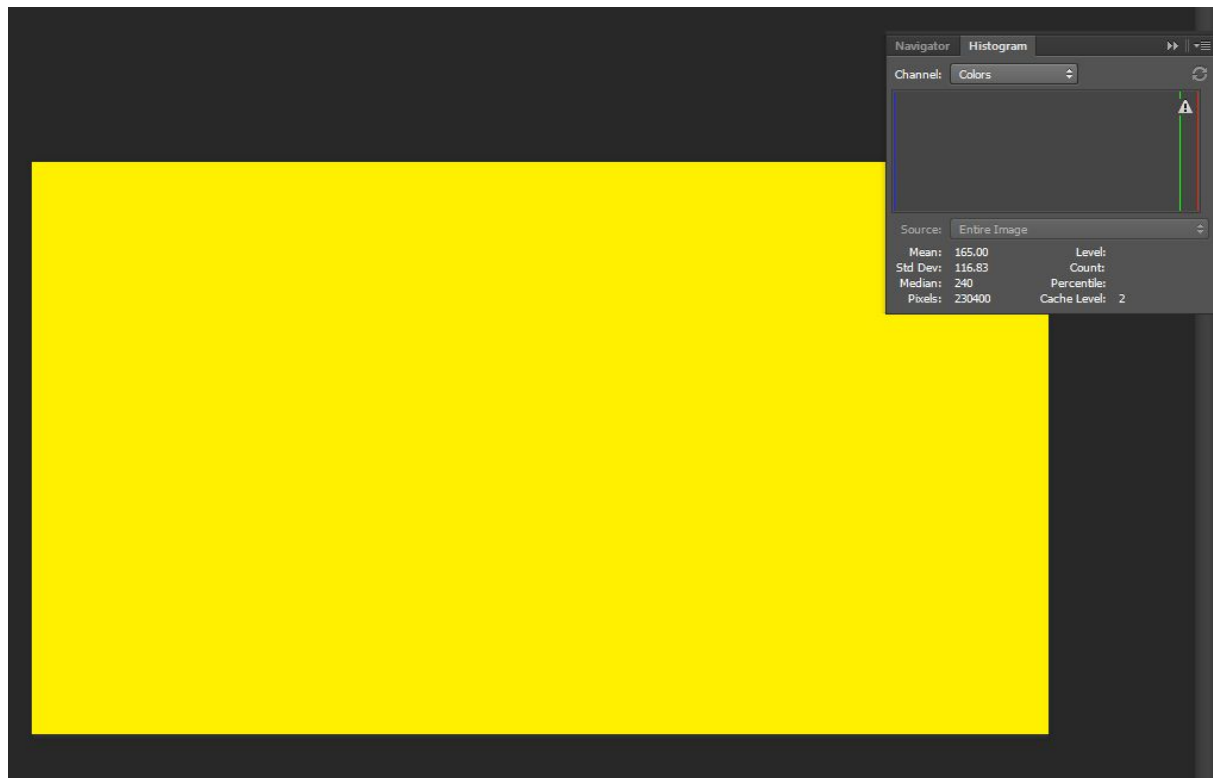 Navigator Histogram
Channel: Colors
Source: Entire Image
Mean: 165.00 Level:
Std Dev: 116.83 Count:
Median: 240 Percentile:
Pixels: 230400 Cache Level: 2